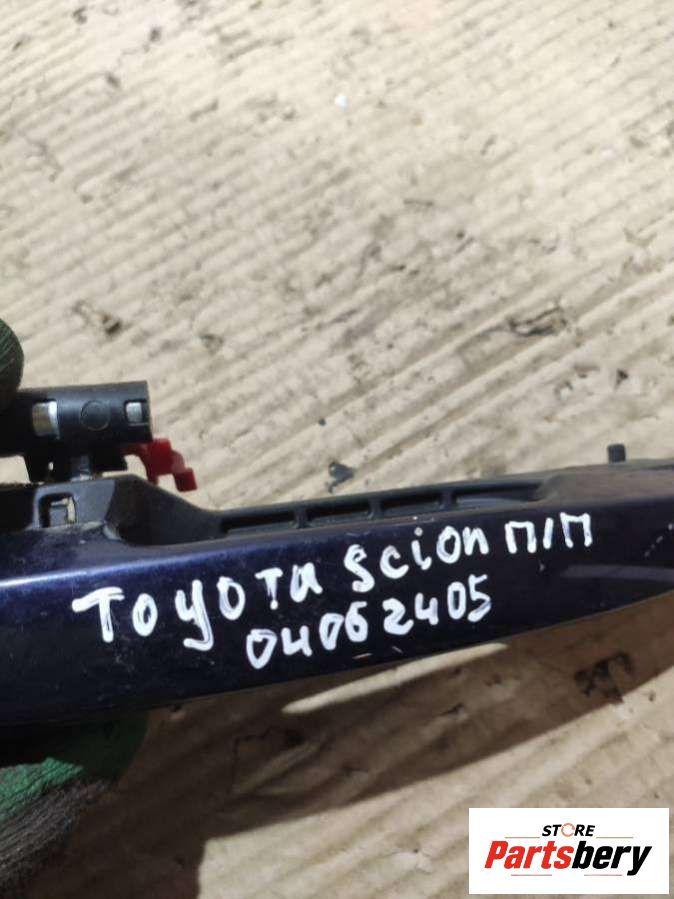 TOYOTA Scion П/П
04062405
STORE
Partsbery